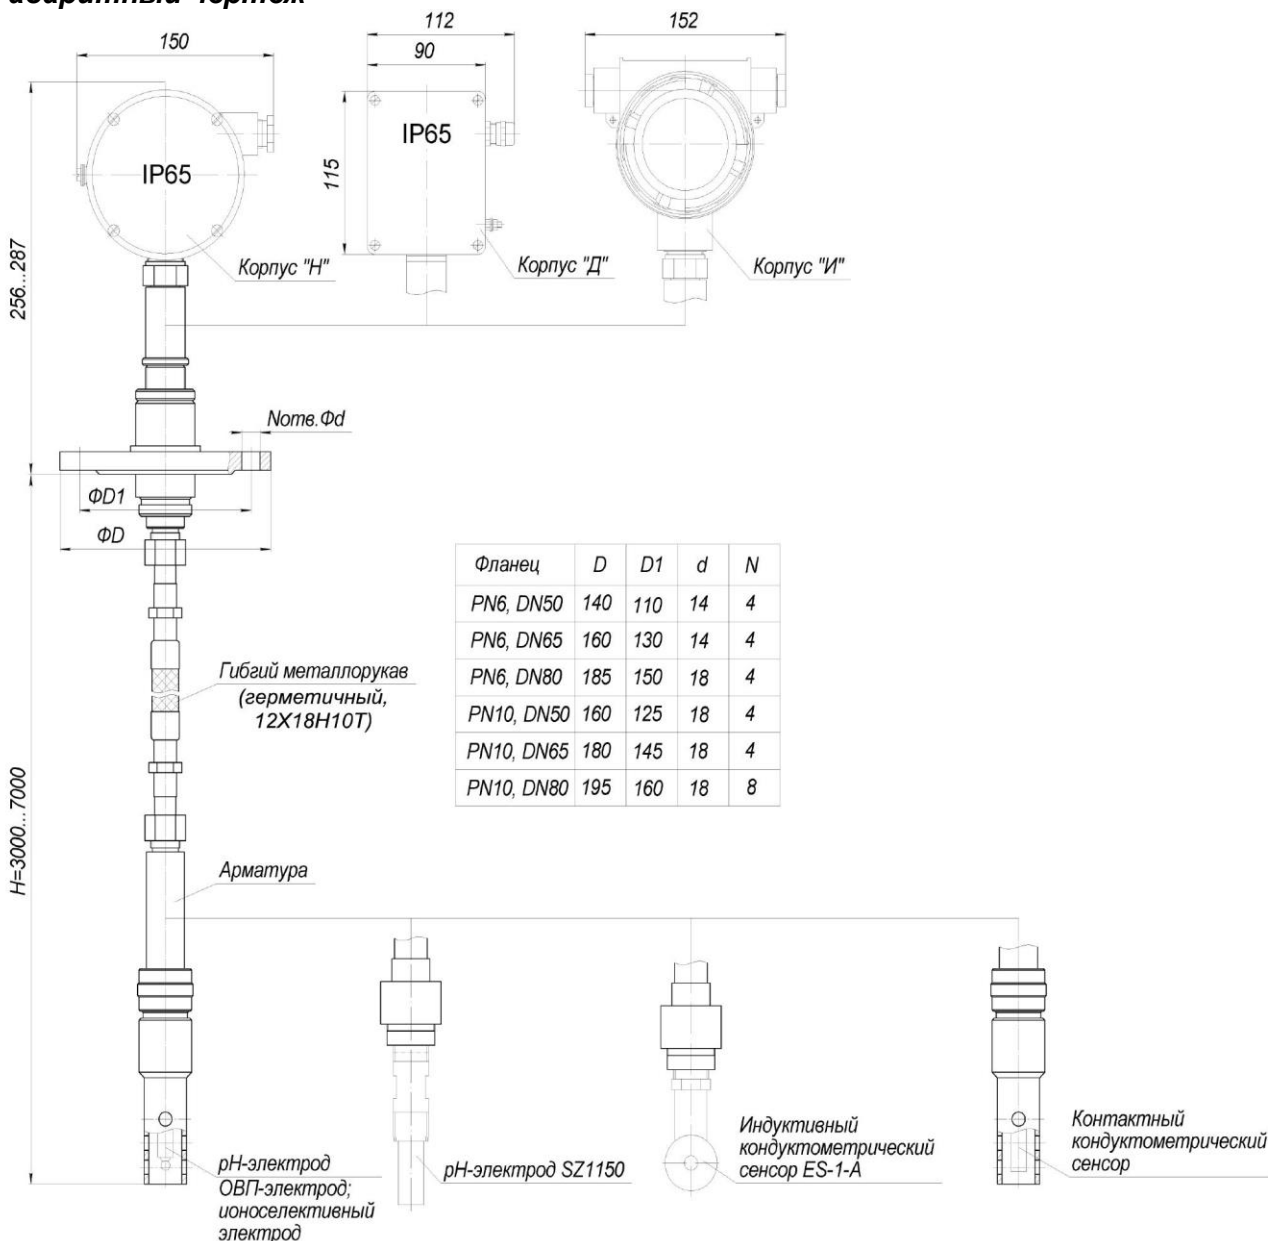 абаритный чертеж
150
112
90
152
IP65
IP65
115
256...287
Корпус "Н"
Корпус "Д"
Корпус "И"
Nотв.Фd
ФD1
ФD
Фланец D D1 d N
PN6, DN50 140 110 14 4
PN6, DN65 160 130 14 4
PN6, DN80 185 150 18 4
PN10, DN50 160 125 18 4
PN10, DN65 180 145 18 4
PN10, DN80 195 160 18 8
Гибгий металлорукав
(герметичный,
12Х18Н10Т)
H=3000...7000
Арматура
рН-электрод
ОВП-электрод;
ионоселективный
электрод
рН-электрод SZ1150
Индуктивный
кондуктометрический
сенсор ES-1-A
Контактный
кондуктометрический
сенсор